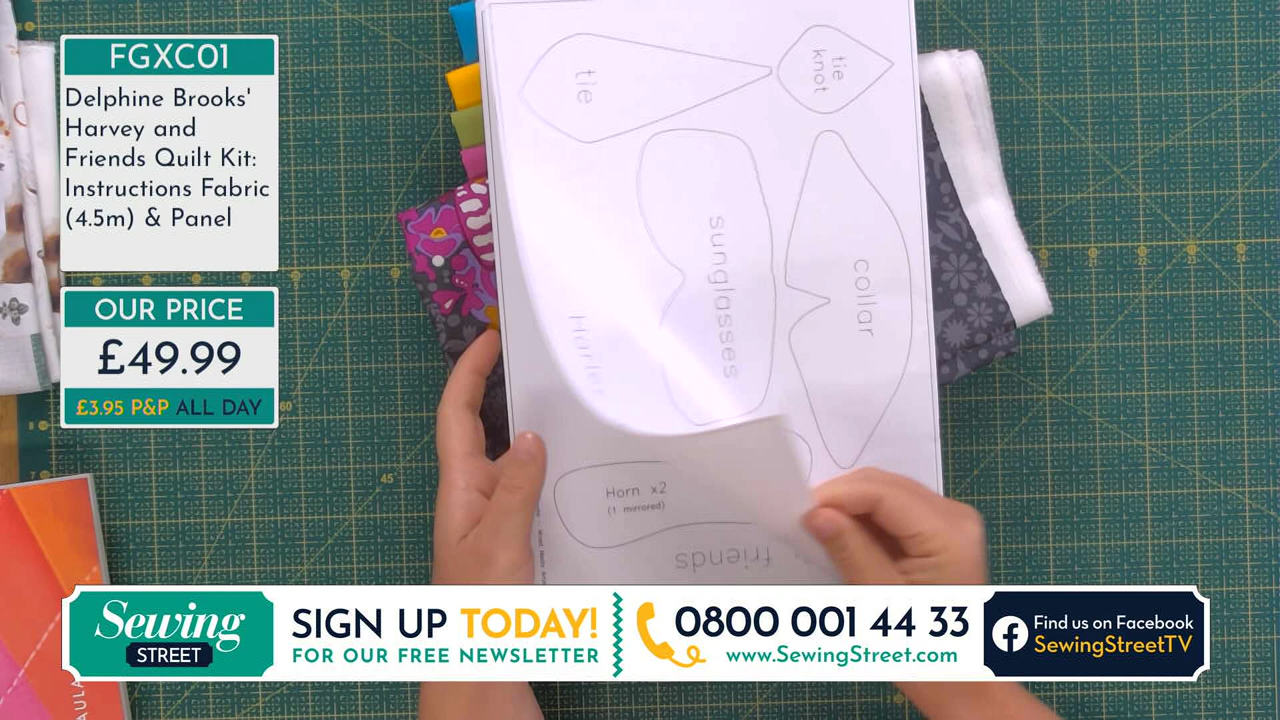 FGXC01
Delphine Brooks'
Harvey and
Friends Quilt Kit:
Instructions Fabric
(4.5m) & Panel
OUR PRICE
£49.99
£3.95 P&P ALL DAY
tie
tie
knot
sunglasses
collar
Horn x2
(1 mirrored)
friends
60
45
Sewing
STREET
SIGN UP TODAY!
FOR OUR FREE NEWSLETTER
0800 001 44 33
www.SewingStreet.com
Find us on Facebook
SewingStreetTV